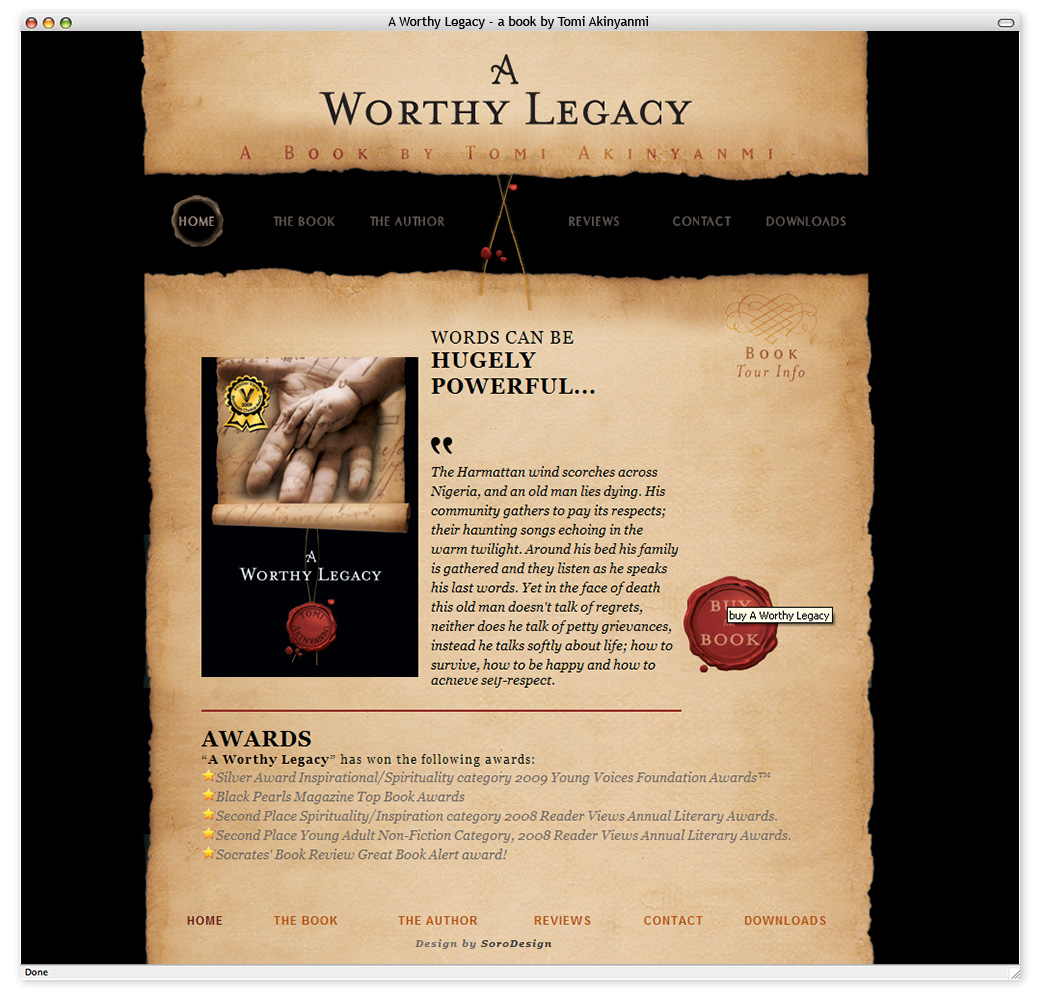 A Worthy Legacy - a book by Tomi Akinyanmi
A
WORTHY LEGACY
A BOOK BY TOMI AKINYANMI
HOME THE BOOK THE AUTHOR REVIEWS CONTACT DOWNLOADS
BOOK
Tour Info
WORDS CAN BE
HUGELY
POWERFUL...
V
2009
A
WORTHY LEGACY
TOMI
AKINYANMI
“
The Harmattan wind scorches across
Nigeria, and an old man lies dying. His
community gathers to pay its respects;
their haunting songs echoing in the
warm twilight. Around his bed his family
is gathered and they listen as he speaks
his last words. Yet in the face of death
this old man doesn't talk of regrets,
neither does he talk of petty grievances,
instead he talks softly about life; how to
survive, how to be happy and how to
achieve self-respect.
BUY
BOOK
buy A Worthy Legacy
AWARDS
“A Worthy Legacy” has won the following awards:
Silver Award Inspirational/Spirituality category 2009 Young Voices Foundation Awards™
Black Pearls Magazine Top Book Awards
Second Place Spirituality/Inspiration category 2008 Reader Views Annual Literary Awards.
Second Place Young Adult Non-Fiction Category, 2008 Reader Views Annual Literary Awards.
Socrates' Book Review Great Book Alert award!
HOME THE BOOK THE AUTHOR REVIEWS CONTACT DOWNLOADS
Design by SoroDesign
Done